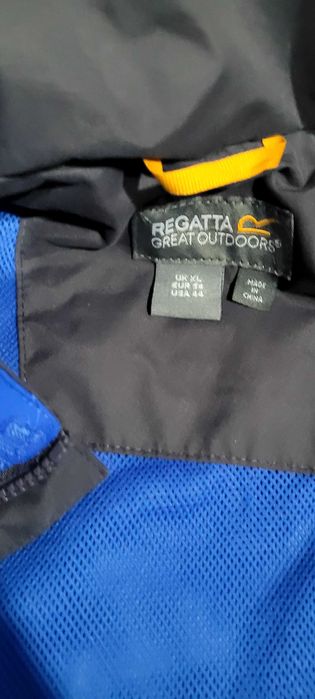 REGATTA
GREAT OUTDOORS®
UK XL
EUR 54
USA 44
MADE
IN
CHINA